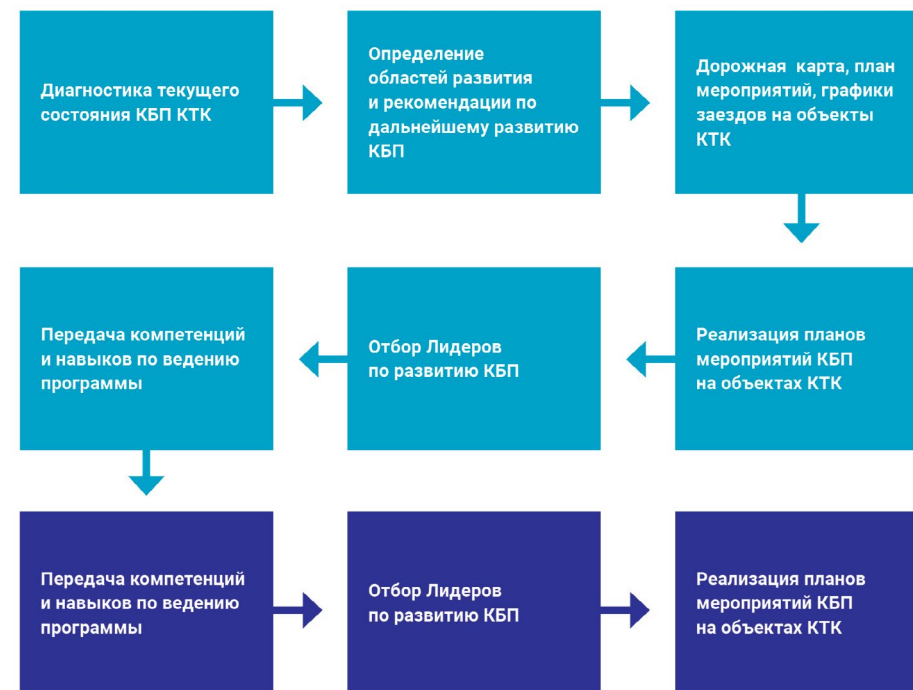 Диагностика текущего
состояния КБП КТК
Определение
областей развития
и рекомендации по
дальнейшему развитию
КБП
Дорожная карта, план
мероприятий, графики
заездов на объекты
КТК
Передача компетенций
и навыков по ведению
программы
Отбор Лидеров
по развитию КБП
Реализация планов
мероприятий КБП
на объектах КТК
Передача компетенций
и навыков по ведению
программы
Отбор Лидеров
по развитию КБП
Реализация планов
мероприятий КБП
на объектах КТК